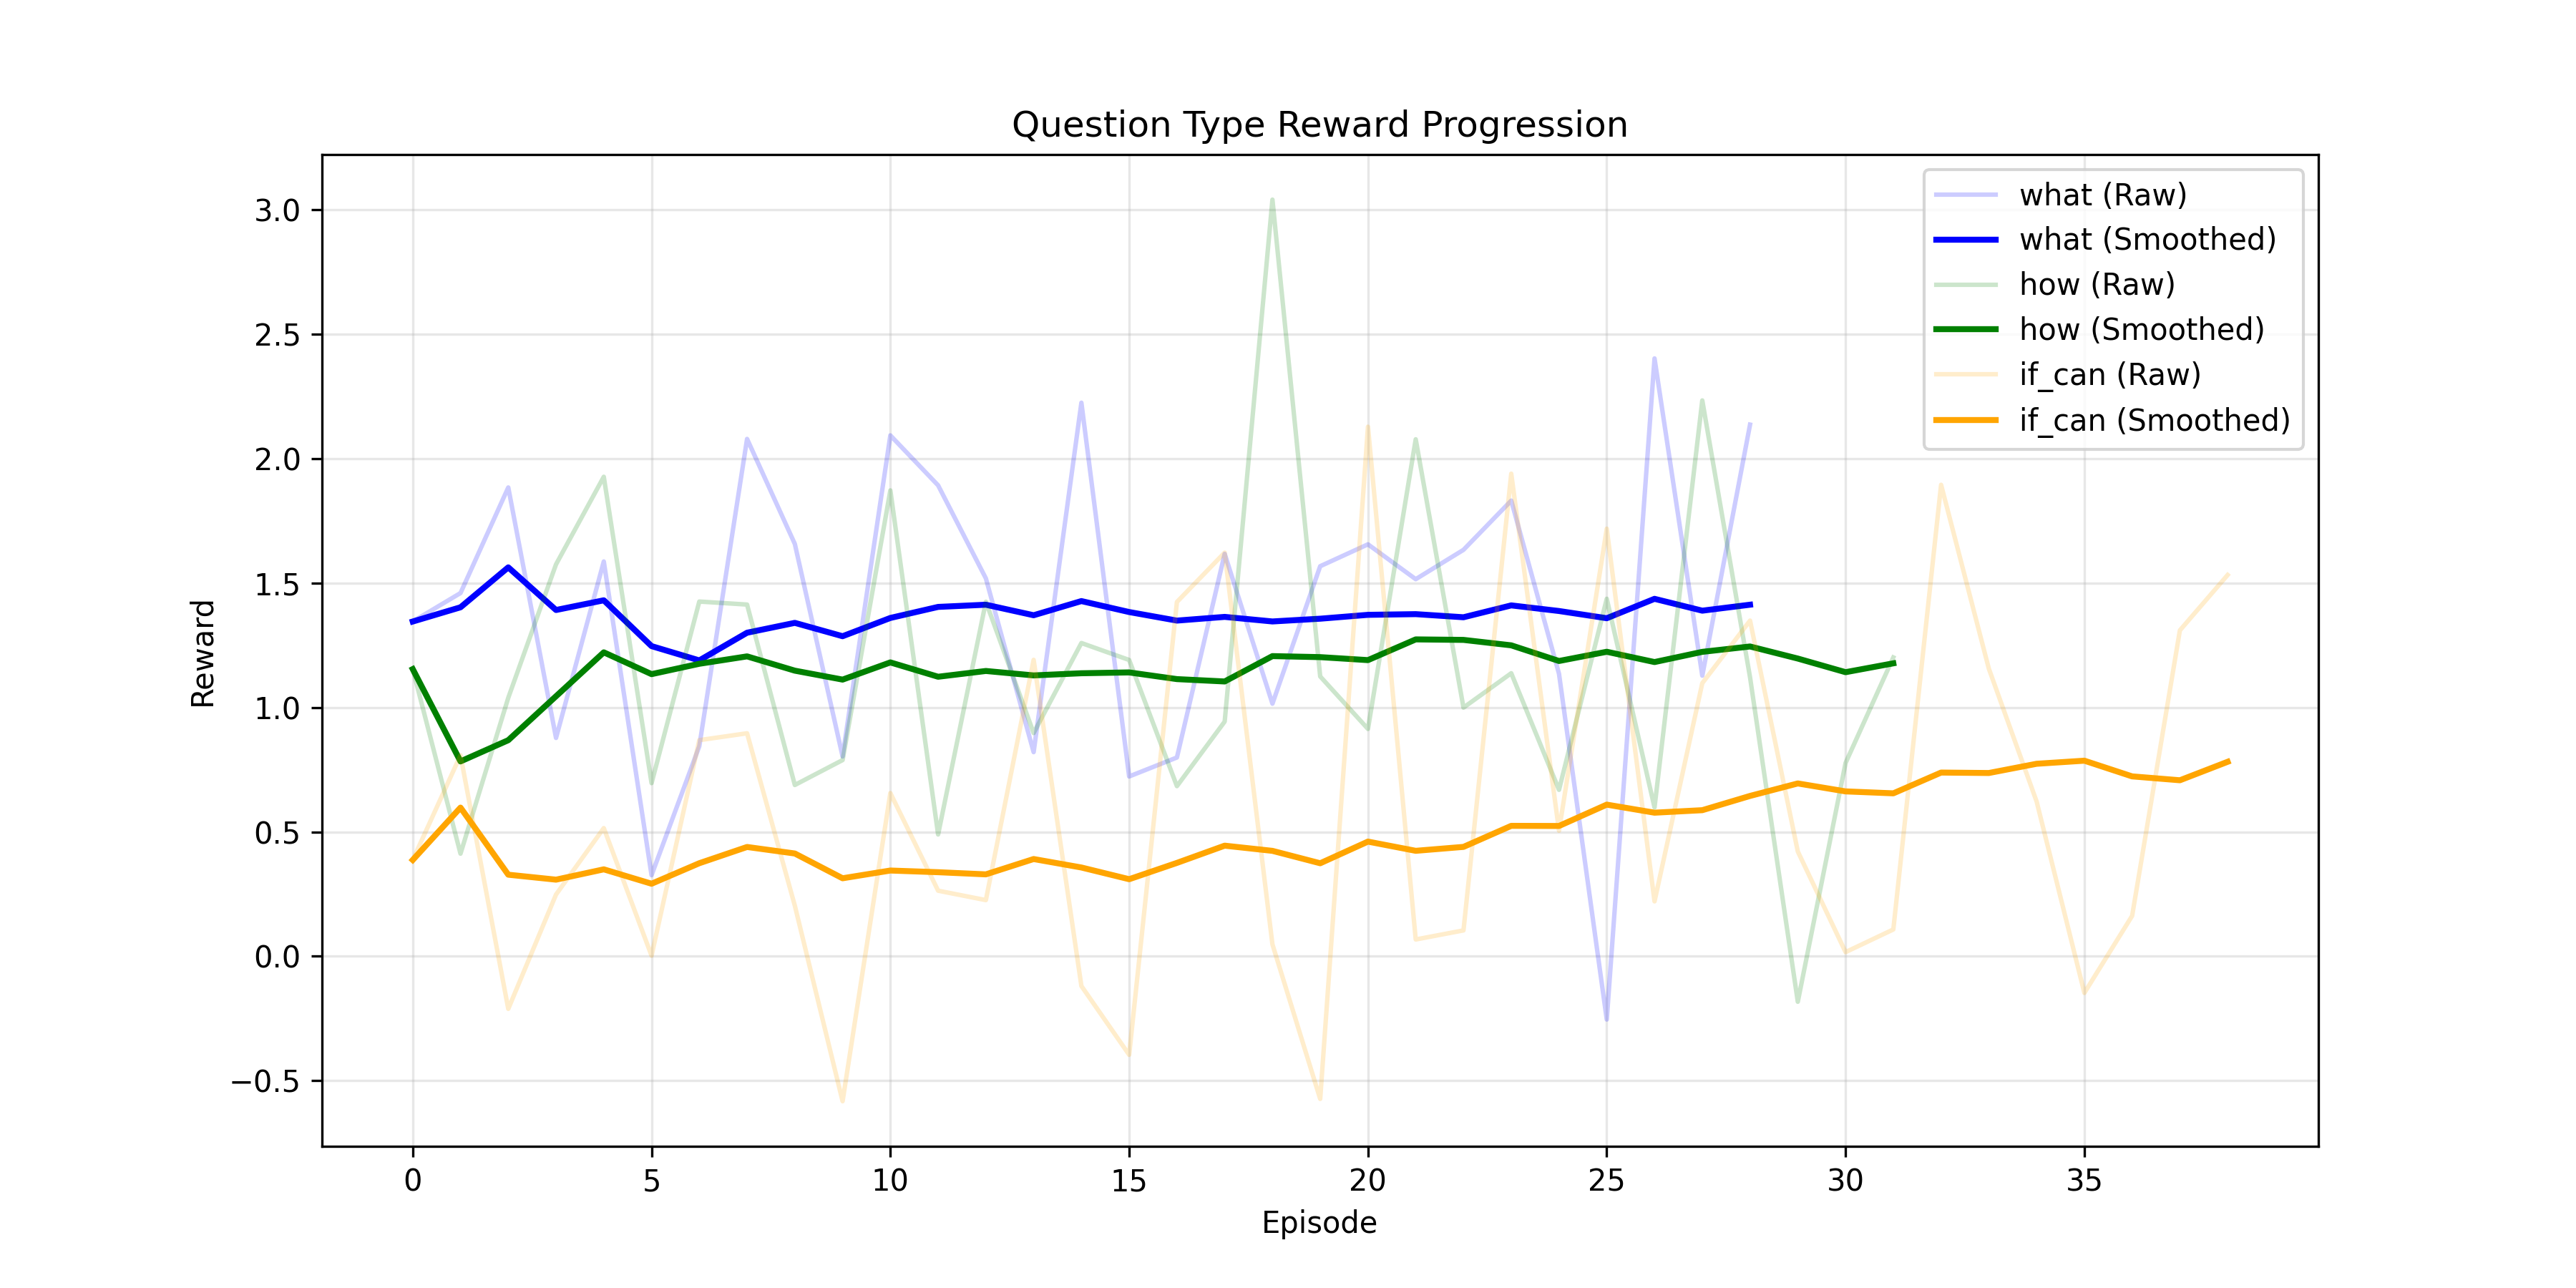 Question Type Reward Progression
3.0
2.5
2.0
1.5
1.0
0.5
0.0
−0.5
Reward
0 5 10 15 20 25 30 35
Episode
what (Raw)
what (Smoothed)
how (Raw)
how (Smoothed)
if_can (Raw)
if_can (Smoothed)